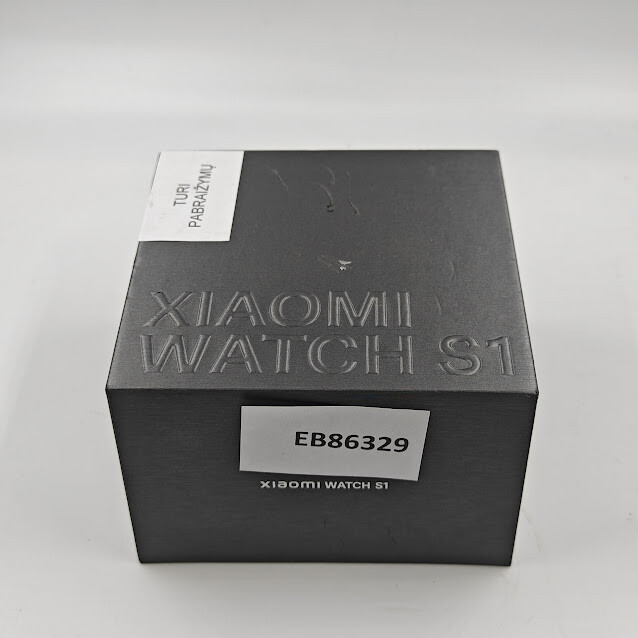 TURI
PABRAIŽYMŲ
XIAOMI
WATCH S1
EB86329
xiaomi WATCH S1